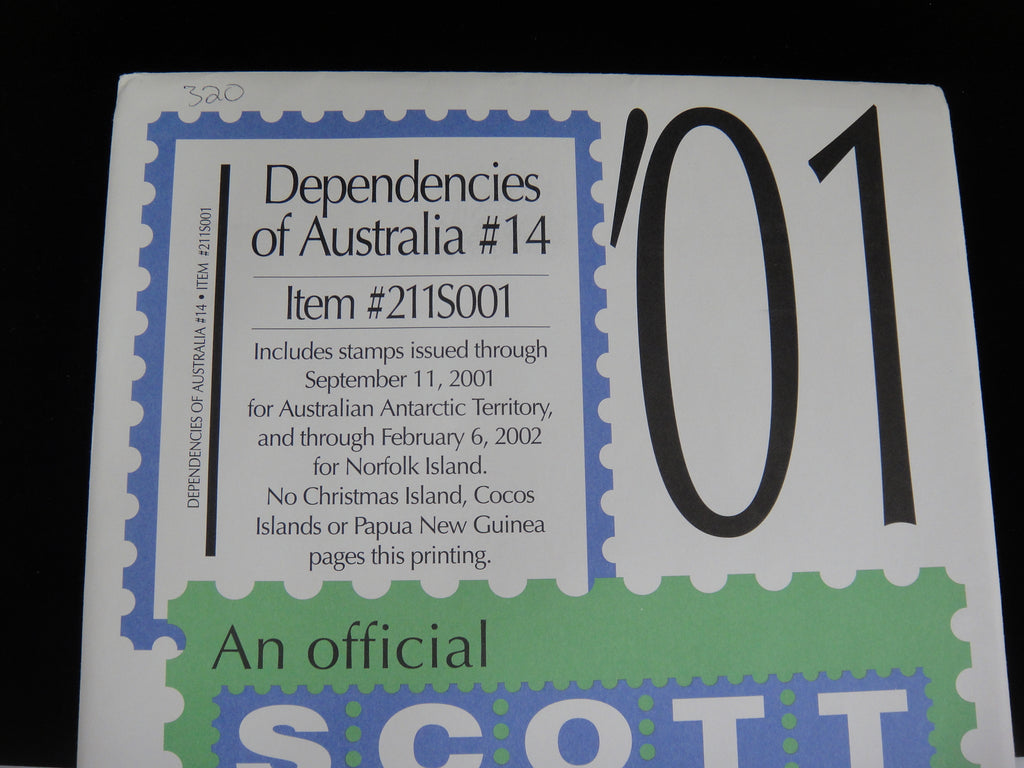 320
'01
Dependencies
of Australia #14
Item #211S001
DEPENDENCIES OF AUSTRALIA #14 • ITEM #211S001
Includes stamps issued through
September 11, 2001
for Australian Antarctic Territory,
and through February 6, 2002
for Norfolk Island.
No Christmas Island, Cocos
Islands or Papua New Guinea
pages this printing.
An official
SCOTT